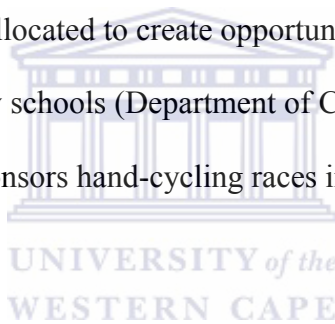 llocated to create opportun
schools (Department of C
nsors hand-cycling races i
UNIVERSITY of the
WESTERN CAPE